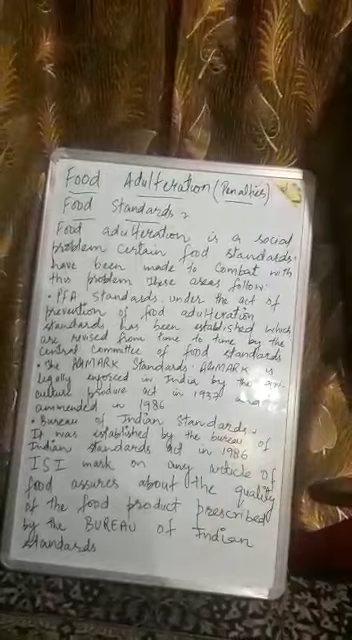 Food Adulteration (Penalties)
Food Standards
Food adulteration is a social
problem certain food standards
have been made to combat with
this problem These areas follow:
• PFA Standards under the act of
prevention of food adulteration
standards has been established which
are revised from time to time by the
central committee of food standards
• The AGMARK Standards AGMARK is
legally enforced in India by the
culture produce act in 1937 and
ammended in 1986
• Bureau of Indian Standards
It was established by the bureau of
Indian standards act in 1986
ISI mark on any article of
food assures about the quality
of the food product prescribed
by the BUREAU of Indian
standards